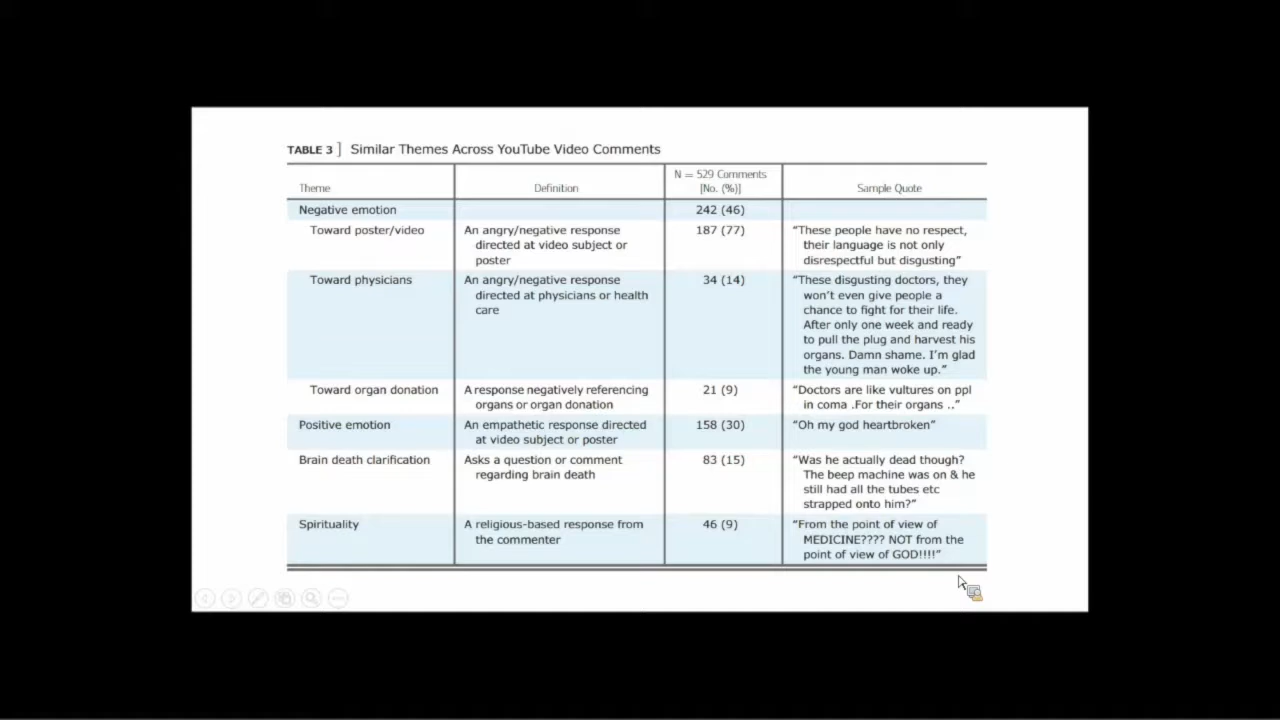 TABLE 3 ] Similar Themes Across YouTube Video Comments
Theme
Definition
N = 529 Comments
[No. (%)]
Sample Quote
Negative emotion
242 (46)
Toward poster/video
An angry/negative response
directed at video subject or
poster
187 (77)
“These people have no respect,
their language is not only
disrespectful but disgusting”
Toward physicians
An angry/negative response
directed at physicians or health
care
34 (14)
“These disgusting doctors, they
won’t even give people a
chance to fight for their life.
After only one week and ready
to pull the plug and harvest his
organs. Damn shame. I’m glad
the young man woke up.”
Toward organ donation
A response negatively referencing
organs or organ donation
21 (9)
“Doctors are like vultures on ppl
in coma .For their organs ..”
Positive emotion
An empathetic response directed
at video subject or poster
158 (30)
“Oh my god heartbroken”
Brain death clarification
Asks a question or comment
regarding brain death
83 (15)
“Was he actually dead though?
The beep machine was on & he
still had all the tubes etc
strapped onto him?”
Spirituality
A religious-based response from
the commenter
46 (9)
“From the point of view of
MEDICINE???? NOT from the
point of view of GOD!!!!”